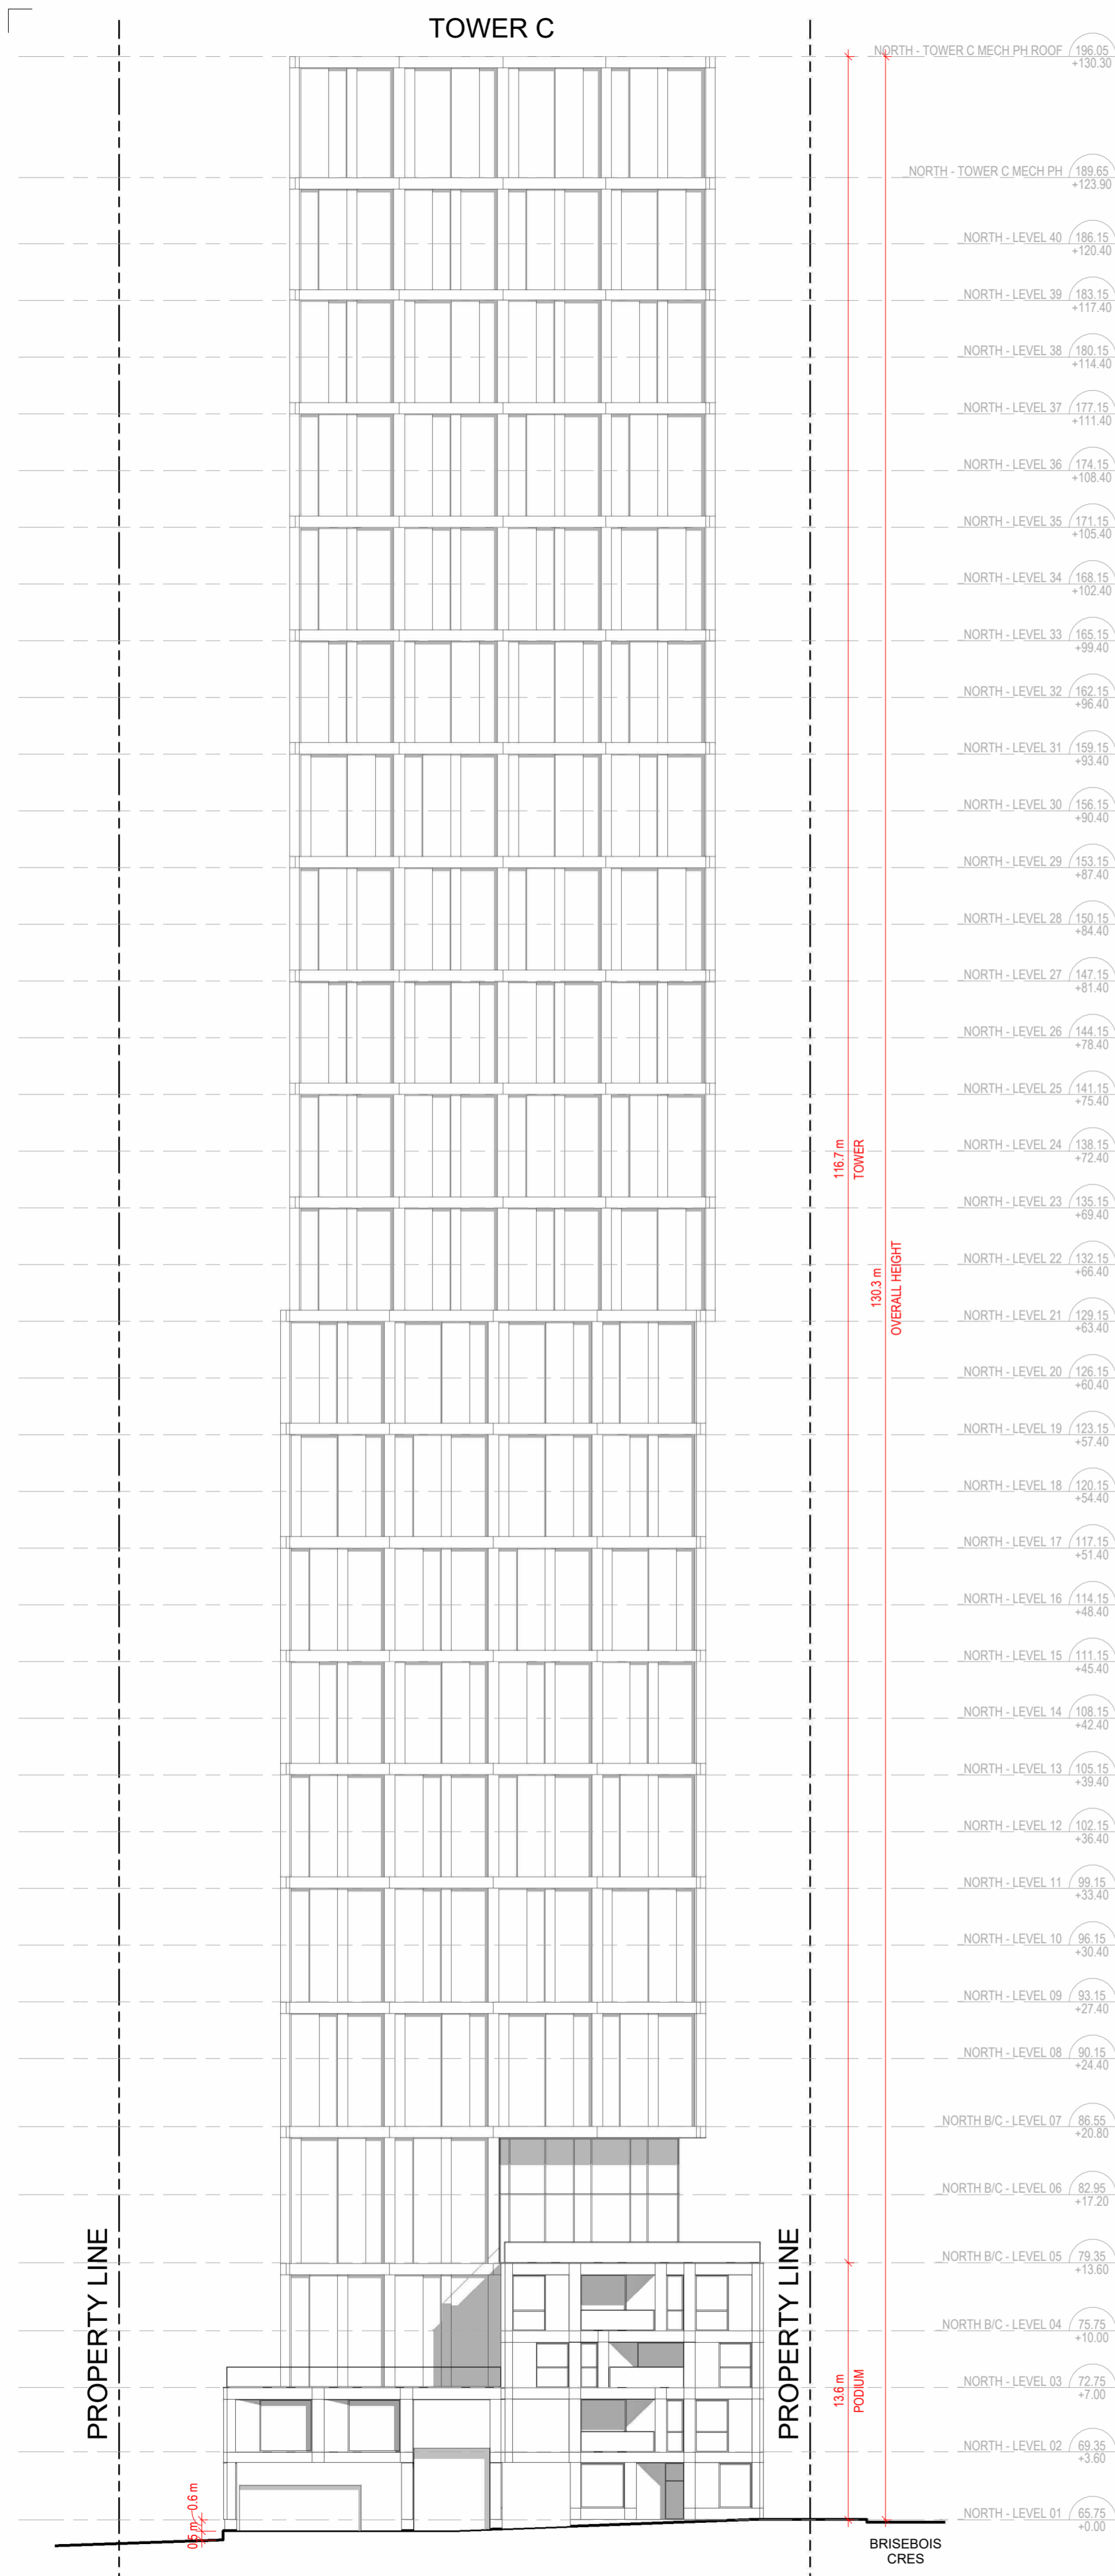 TOWER C
NORTH - TOWER C MECH PH ROOF 196.05
+130.30
NORTH - TOWER C MECH PH 189.65
+123.90
NORTH - LEVEL 40 186.15
+120.40
NORTH - LEVEL 39 183.15
+117.40
NORTH - LEVEL 38 180.15
+114.40
NORTH - LEVEL 37 177.15
+111.40
NORTH - LEVEL 36 174.15
+108.40
NORTH - LEVEL 35 171.15
+105.40
NORTH - LEVEL 34 168.15
+102.40
NORTH - LEVEL 33 165.15
+99.40
NORTH - LEVEL 32 162.15
+96.40
NORTH - LEVEL 31 159.15
+93.40
NORTH - LEVEL 30 156.15
+90.40
NORTH - LEVEL 29 153.15
+87.40
NORTH - LEVEL 28 150.15
+84.40
NORTH - LEVEL 27 147.15
+81.40
NORTH - LEVEL 26 144.15
+78.40
NORTH - LEVEL 25 141.15
+75.40
NORTH - LEVEL 24 138.15
+72.40
116.7 m
TOWER
NORTH - LEVEL 23 135.15
+69.40
NORTH - LEVEL 22 132.15
+66.40
130.3 m
OVERALL HEIGHT
NORTH - LEVEL 21 129.15
+63.40
NORTH - LEVEL 20 126.15
+60.40
NORTH - LEVEL 19 123.15
+57.40
NORTH - LEVEL 18 120.15
+54.40
NORTH - LEVEL 17 117.15
+51.40
NORTH - LEVEL 16 114.15
+48.40
NORTH - LEVEL 15 111.15
+45.40
NORTH - LEVEL 14 108.15
+42.40
NORTH - LEVEL 13 105.15
+39.40
NORTH - LEVEL 12 102.15
+36.40
NORTH - LEVEL 11 99.15
+33.40
NORTH - LEVEL 10 96.15
+30.40
NORTH - LEVEL 09 93.15
+27.40
NORTH - LEVEL 08 90.15
+24.40
NORTH B/C - LEVEL 07 86.55
+20.80
NORTH B/C - LEVEL 06 82.95
+17.20
NORTH B/C - LEVEL 05 79.35
+13.60
NORTH B/C - LEVEL 04 75.75
+10.00
PROPERTY LINE
PROPERTY LINE
13.6 m
PODIUM
NORTH - LEVEL 03 72.75
+7.00
NORTH - LEVEL 02 69.35
+3.60
0.6 m
0.5 m
NORTH - LEVEL 01 65.75
+0.00
BRISEBOIS
CRES